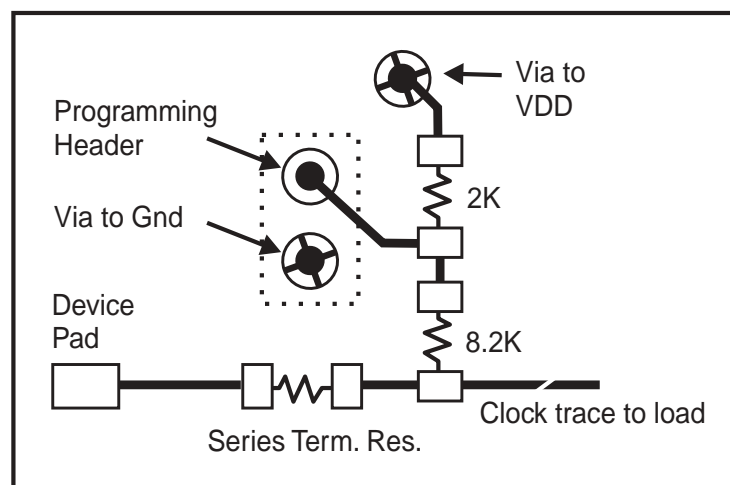 Via to
VDD
Programming
Header
2K
Via to Gnd
Device
Pad
8.2K
Clock trace to load
Series Term. Res.